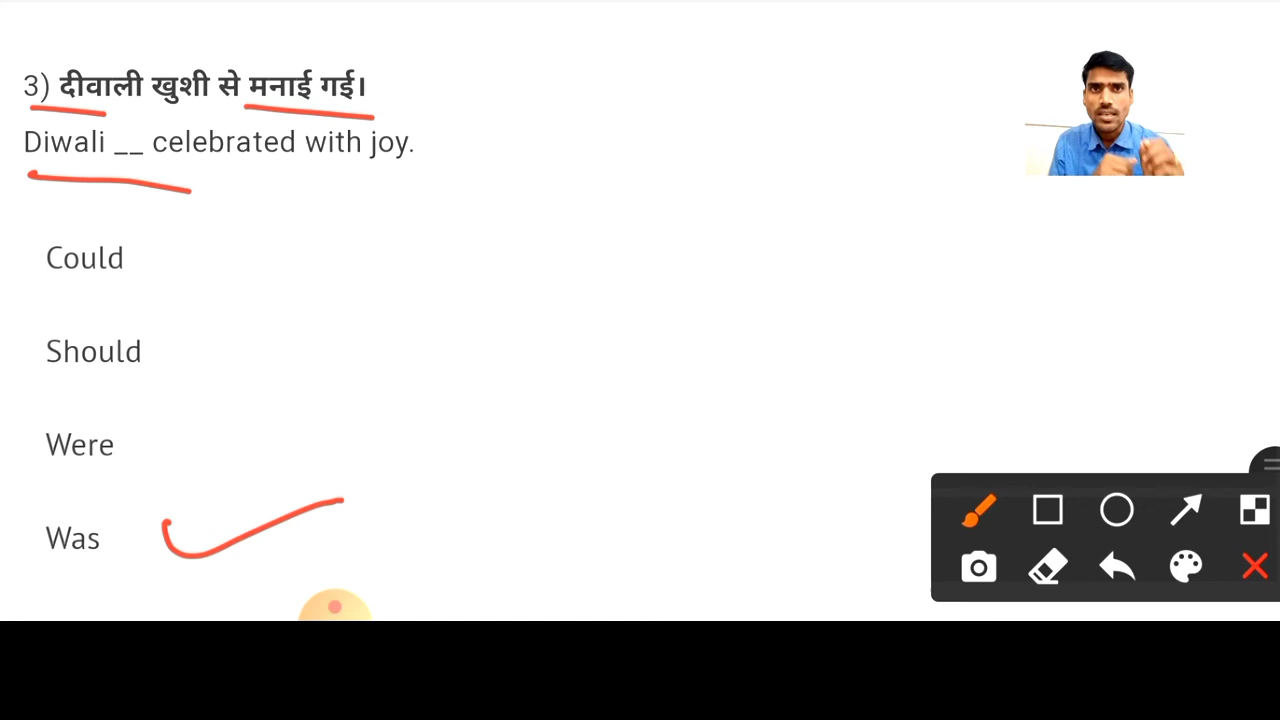 3) दीवाली खुशी से मनाई गई।
Diwali __ celebrated with joy.
Could
Should
Were
Was